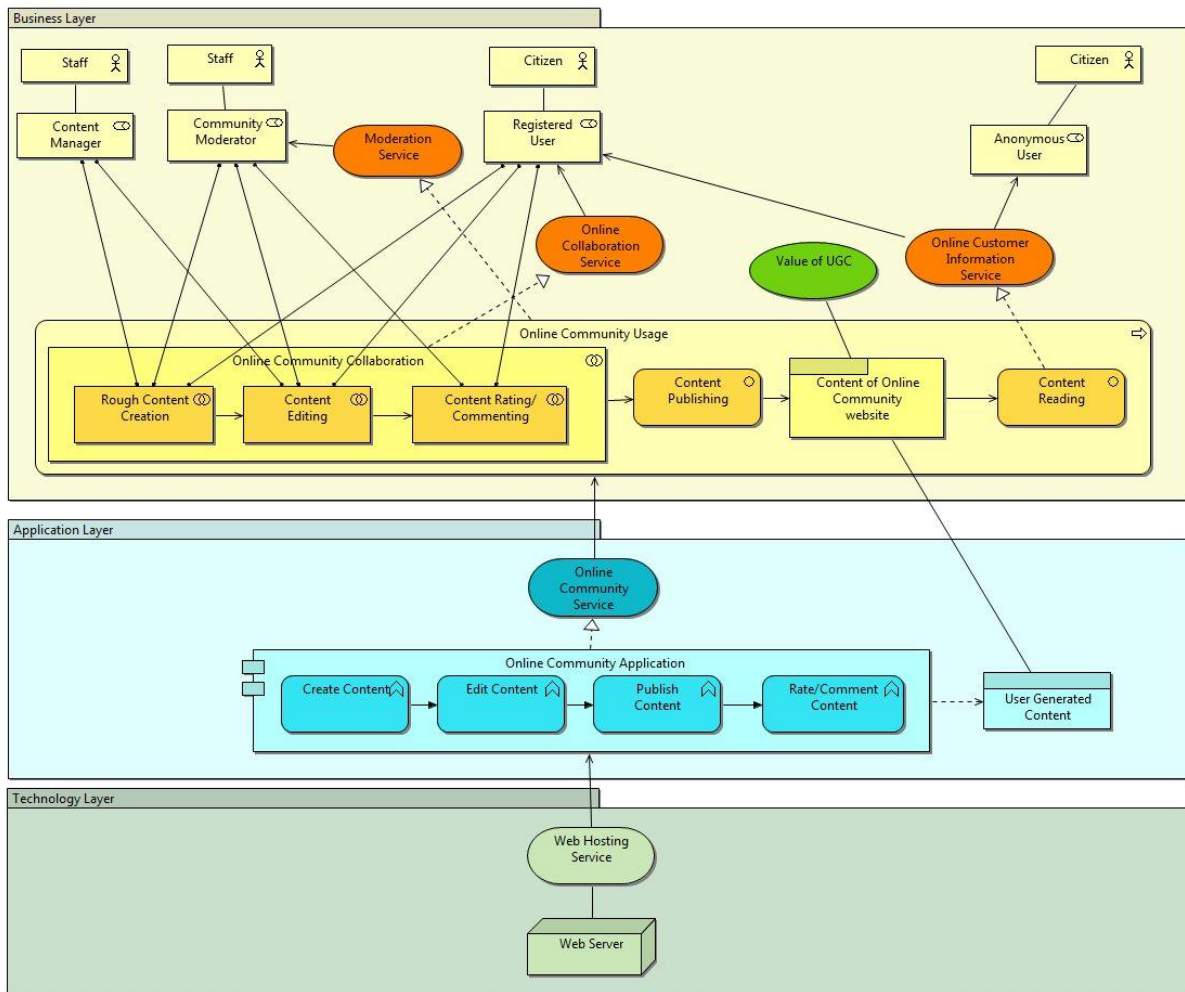 Business Layer
Staff
Staff
Citizen
Citizen
Content
Manager
Community
Moderator
Moderation
Service
Registered
User
Anonymous
User
Online
Collaboration
Service
Value of UGC
Online Customer
Information
Service
Online Community Usage
Online Community Collaboration
Rough Content
Creation
Content
Editing
Content Rating/
Commenting
Content
Publishing
Content of Online
Community
website
Content
Reading
Application Layer
Online
Community
Service
Online Community Application
Create Content
Edit Content
Publish
Content
Rate/Comment
Content
User Generated
Content
Technology Layer
Web Hosting
Service
Web Server